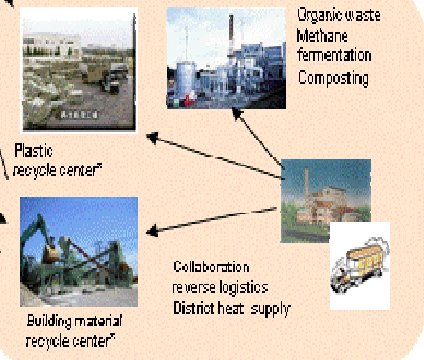 Organic waste
Methane
fermentation
Composting
Plastic
recycle center*
Collaboration
reverse logistics
District heat supply
Building material
recycle center*